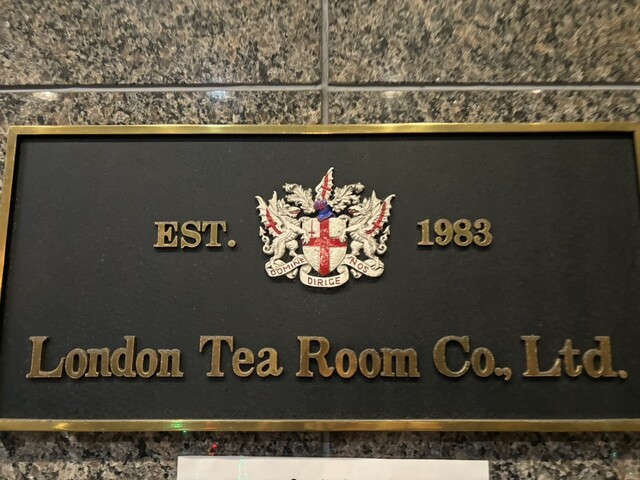 EST. 1983
DOMINE DIRIGE NOS
London Tea Room Co., Ltd.